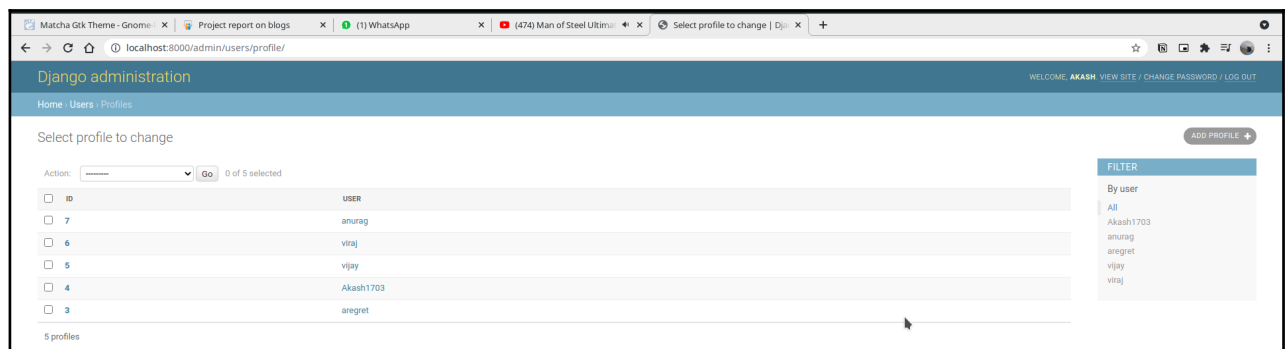 Matcha Gtk Theme - Gnome- Project report on blogs (1) WhatsApp (474) Man of Steel Ultima Select profile to change | Dja
localhost:8000/admin/users/profile/
Django administration WELCOME, AKASH. VIEW SITE / CHANGE PASSWORD / LOG OUT
Home › Users › Profiles
Select profile to change ADD PROFILE +
Action: --------- Go 0 of 5 selected
ID USER
7 anurag
6 viraj
5 vijay
4 Akash1703
3 aregret
5 profiles
FILTER
By user
All
Akash1703
anurag
aregret
vijay
viraj